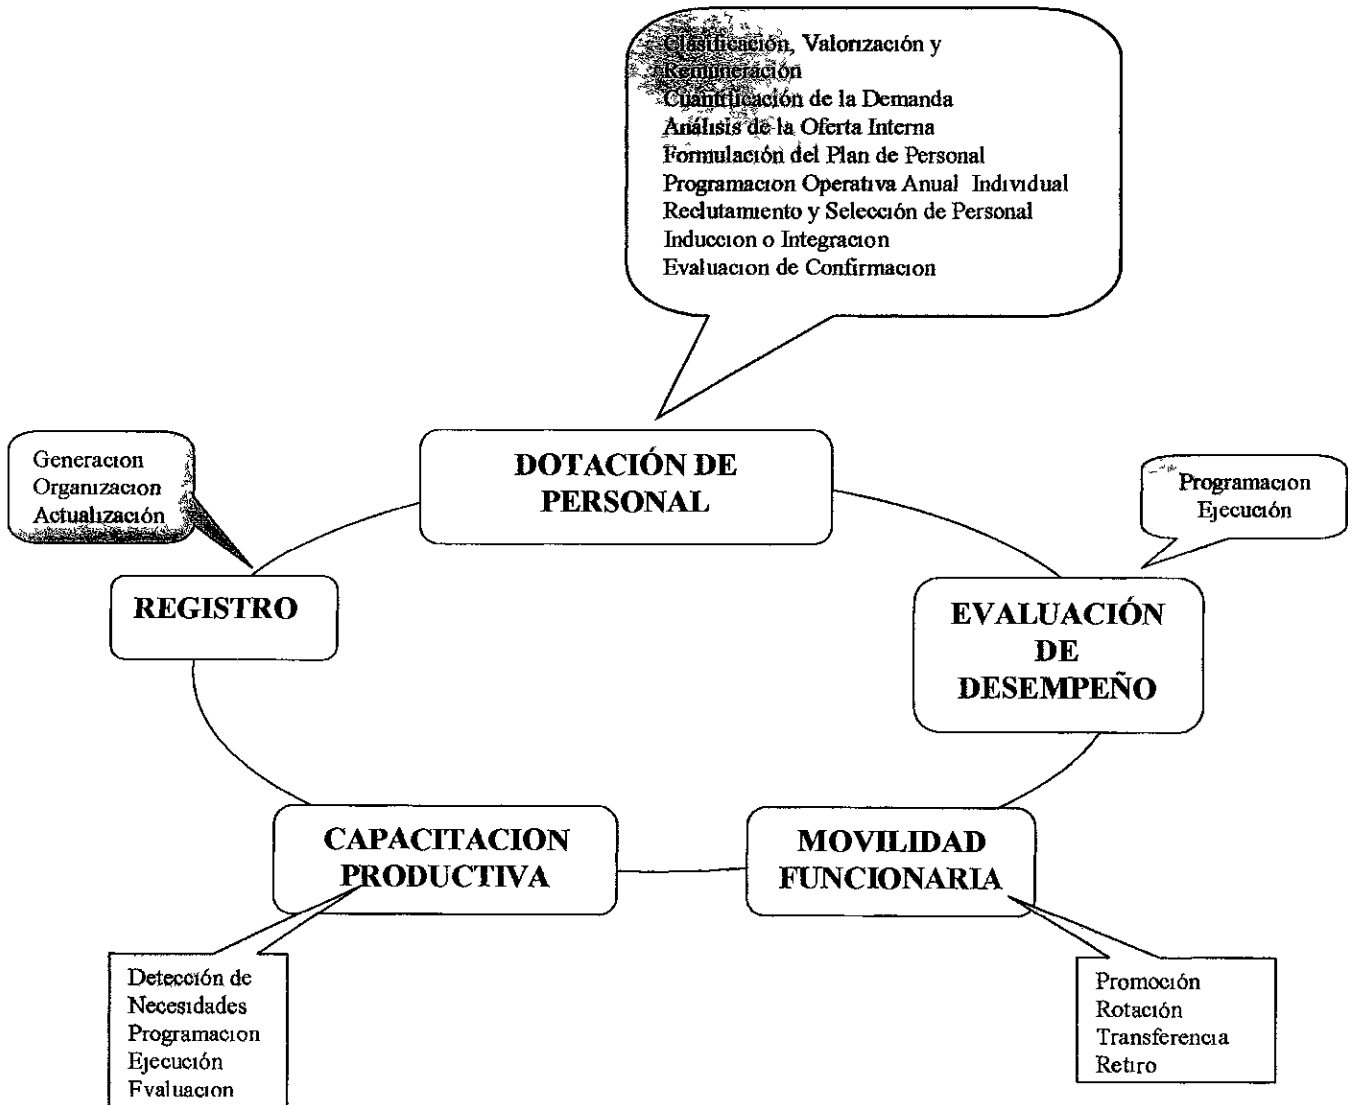 Clasificación, Valorización y
Remuneración
Cuantificación de la Demanda
Análisis de la Oferta Interna
Formulación del Plan de Personal
Programacion Operativa Anual Individual
Reclutamiento y Selección de Personal
Induccion o Integracion
Evaluacion de Confirmacion
DOTACIÓN DE
PERSONAL
Generacion
Organizacion
Actualización
Programacion
Ejecución
REGISTRO
EVALUACIÓN
DE
DESEMPEÑO
CAPACITACION
PRODUCTIVA
MOVILIDAD
FUNCIONARIA
Detección de
Necesidades
Programacion
Ejecución
Evaluacion
Promoción
Rotación
Transferencia
Retiro